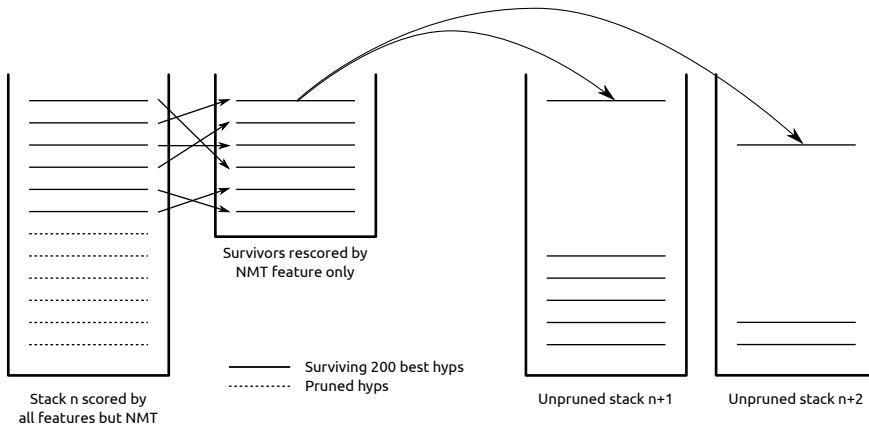 Survivors rescored by
NMT feature only
Surviving 200 best hyps
Pruned hyps
Stack n scored by
all features but NMT
Unpruned stack n+1
Unpruned stack n+2